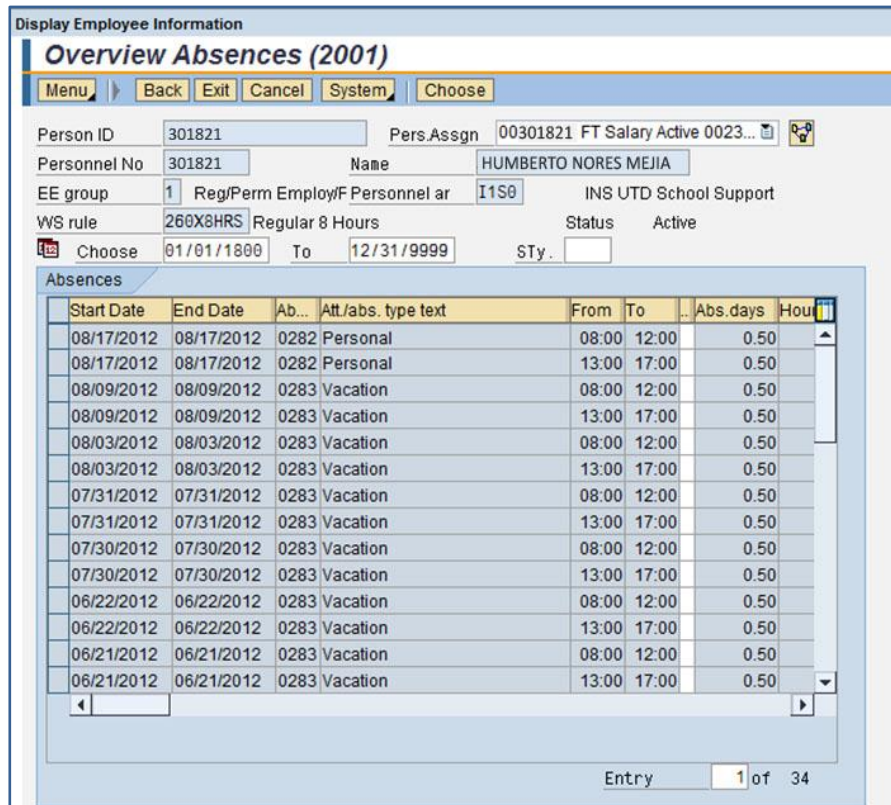 Display Employee Information
Overview Absences (2001)
Menu Back Exit Cancel System Choose
Person ID 301821 Pers.Assgn 00301821 FT Salary Active 0023...
Personnel No 301821 Name HUMBERTO NORES MEJIA
EE group 1 Reg/Perm Employ/F Personnel ar I1S0 INS UTD School Support
WS rule 260X8HRS Regular 8 Hours Status Active
Choose 01/01/1800 To 12/31/9999 STy.
Absences
Start Date End Date Ab... Att./abs. type text From To .. Abs.days Hou
08/17/2012 08/17/2012 0282 Personal 08:00 12:00 0.50
08/17/2012 08/17/2012 0282 Personal 13:00 17:00 0.50
08/09/2012 08/09/2012 0283 Vacation 08:00 12:00 0.50
08/09/2012 08/09/2012 0283 Vacation 13:00 17:00 0.50
08/03/2012 08/03/2012 0283 Vacation 08:00 12:00 0.50
08/03/2012 08/03/2012 0283 Vacation 13:00 17:00 0.50
07/31/2012 07/31/2012 0283 Vacation 08:00 12:00 0.50
07/31/2012 07/31/2012 0283 Vacation 13:00 17:00 0.50
07/30/2012 07/30/2012 0283 Vacation 08:00 12:00 0.50
07/30/2012 07/30/2012 0283 Vacation 13:00 17:00 0.50
06/22/2012 06/22/2012 0283 Vacation 08:00 12:00 0.50
06/22/2012 06/22/2012 0283 Vacation 13:00 17:00 0.50
06/21/2012 06/21/2012 0283 Vacation 08:00 12:00 0.50
06/21/2012 06/21/2012 0283 Vacation 13:00 17:00 0.50
Entry 1 of 34